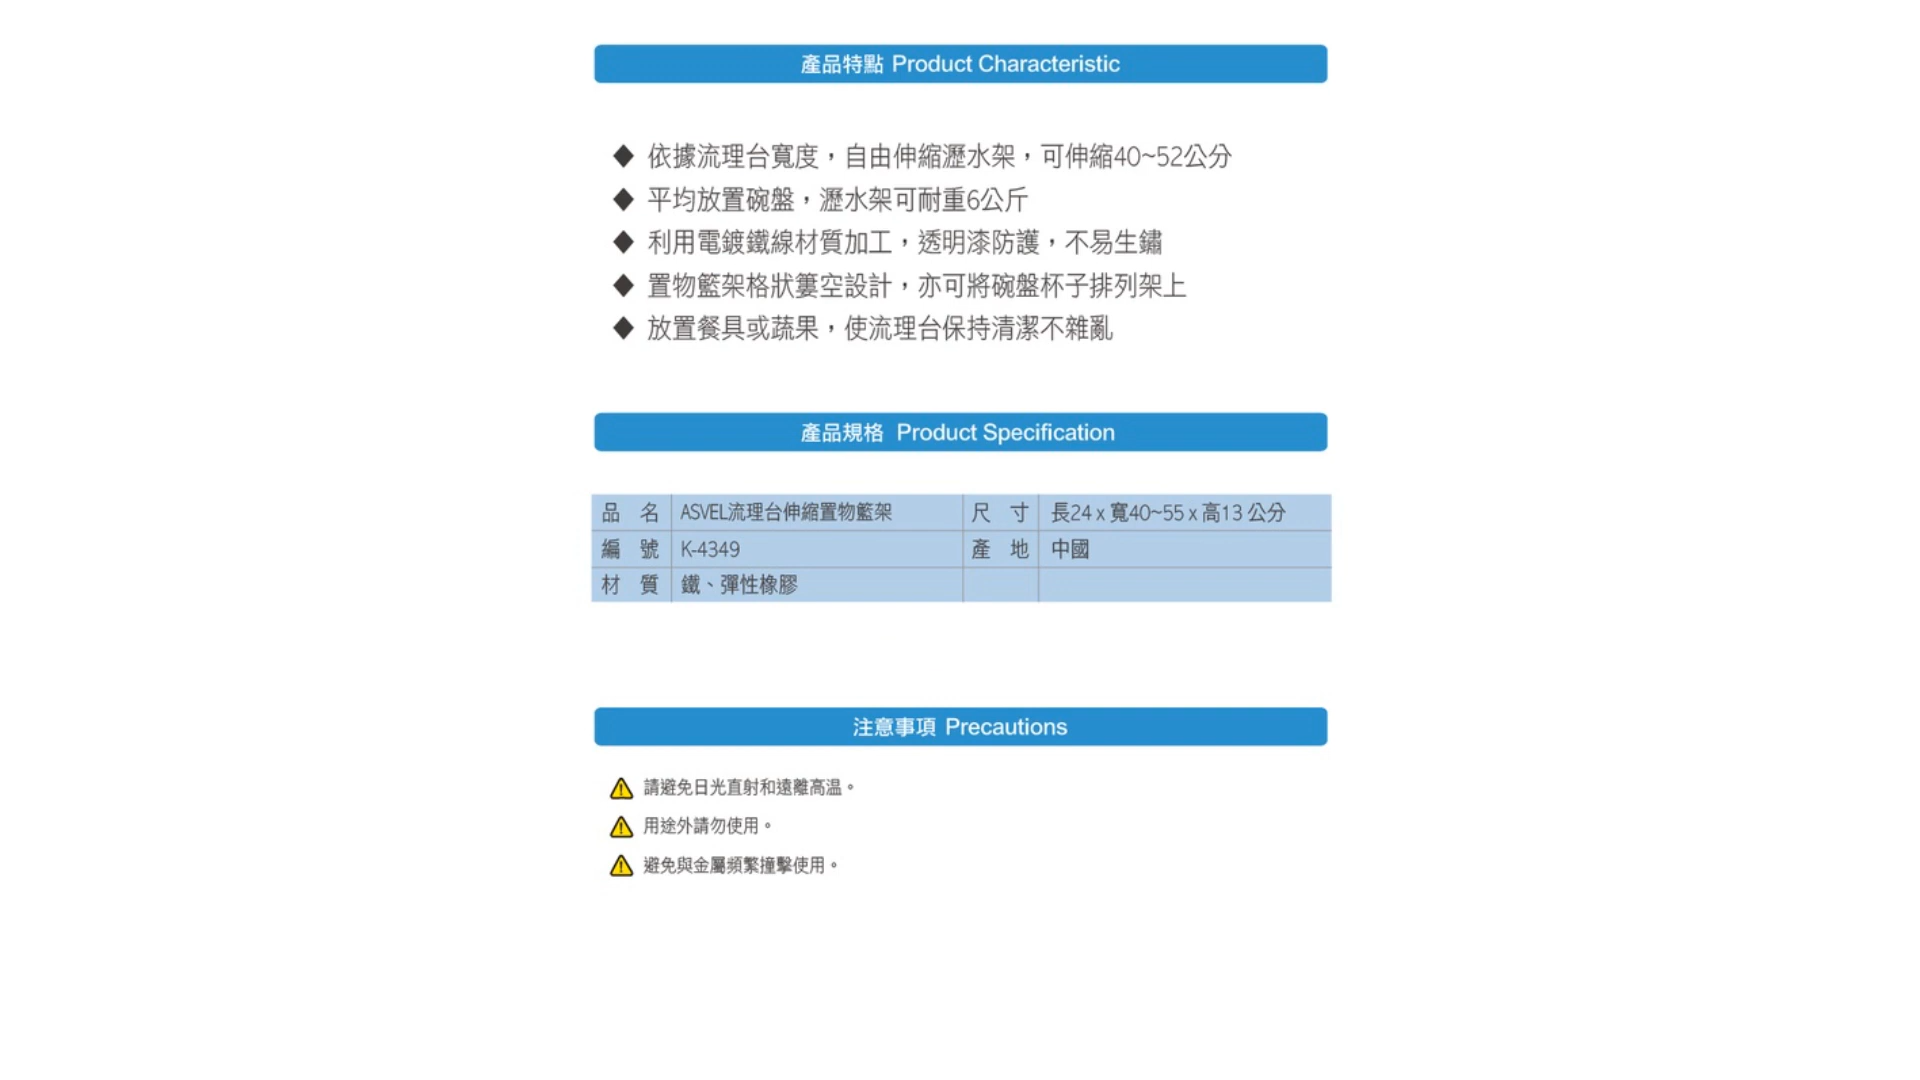 產品特點 Product Characteristic
◆ 依據流理台寬度，自由伸縮瀝水架，可伸縮40~52公分
◆ 平均放置碗盤，瀝水架可耐重6公斤
◆ 利用電鍍鐵線材質加工，透明漆防護，不易生鏽
◆ 置物籃架格狀簍空設計，亦可將碗盤杯子排列架上
◆ 放置餐具或蔬果，使流理台保持清潔不雜亂
產品規格 Product Specification
品 名 ASVEL流理台伸縮置物籃架 尺 寸 長24 x 寬40~55 x 高13 公分
編 號 K-4349 產 地 中國
材 質 鐵、彈性橡膠
注意事項 Precautions
請避免日光直射和遠離高温。
用途外請勿使用。
避免與金屬頻繁撞擊使用。